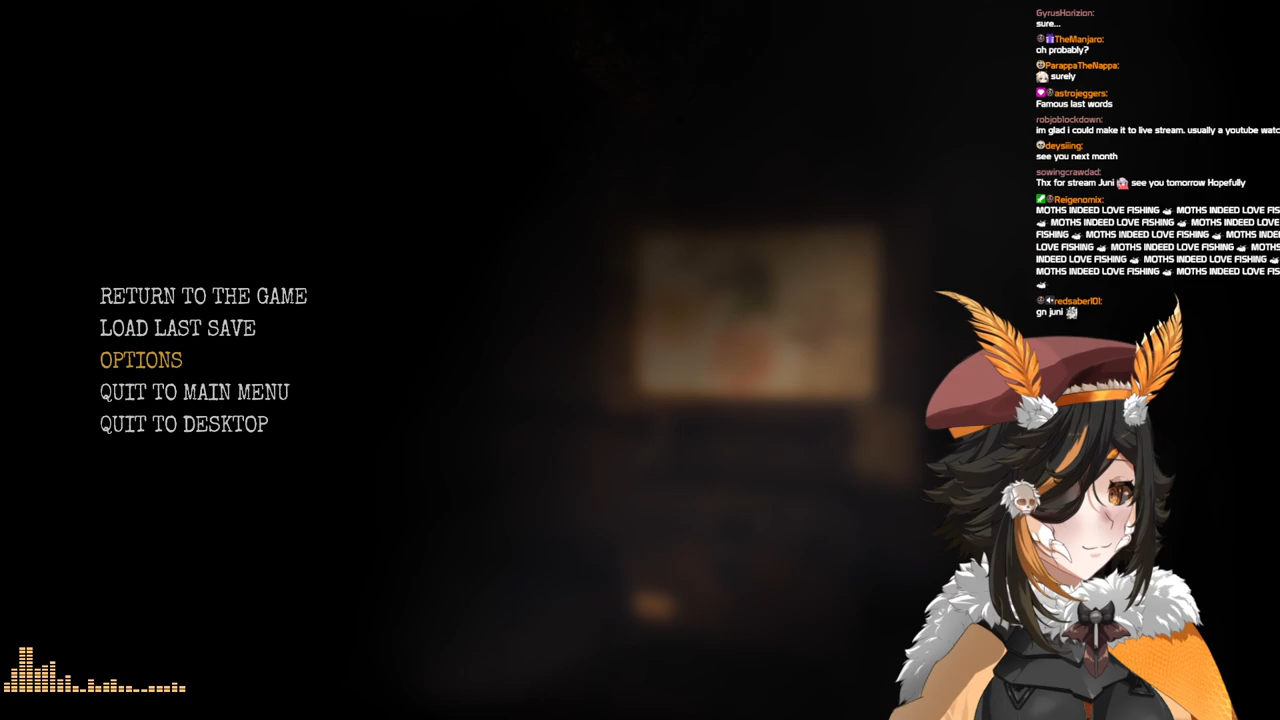 RETURN TO THE GAME
LOAD LAST SAVE
OPTIONS
QUIT TO MAIN MENU
QUIT TO DESKTOP
GyrusHorizion:
sure...
TheManjaro:
oh probably?
ParappaTheNappa:
surely
astrojeggers:
Famous last words
robjoblockdown:
im glad i could make it to live stream. usually a youtube watc
deysiiing:
see you next month
sowingcrawdad:
Thx for stream Juni see you tomorrow Hopefully
Reigenomix:
MOTHS INDEED LOVE FISHING MOTHS INDEED LOVE FIS
MOTHS INDEED LOVE FISHING MOTHS INDEED LOVE
FISHING MOTHS INDEED LOVE FISHING MOTHS INDE
LOVE FISHING MOTHS INDEED LOVE FISHING MOTHS
INDEED LOVE FISHING MOTHS INDEED LOVE FISHING
MOTHS INDEED LOVE FISHING MOTHS INDEED LOVE FIS
redsaber101:
gn juni